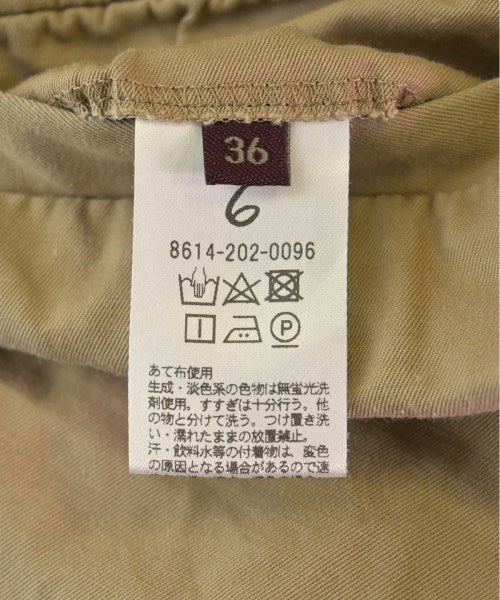 36
6
8614-202-0096
P
あて布使用
生成・淡色系の色物は無蛍光洗
剤使用。すすぎは十分行う。他
の物と分けて洗う。つけ置き洗
い・濡れたままの放置禁止。
汗・飲料水等の付着物は、変色
の原因となる場合があるので速